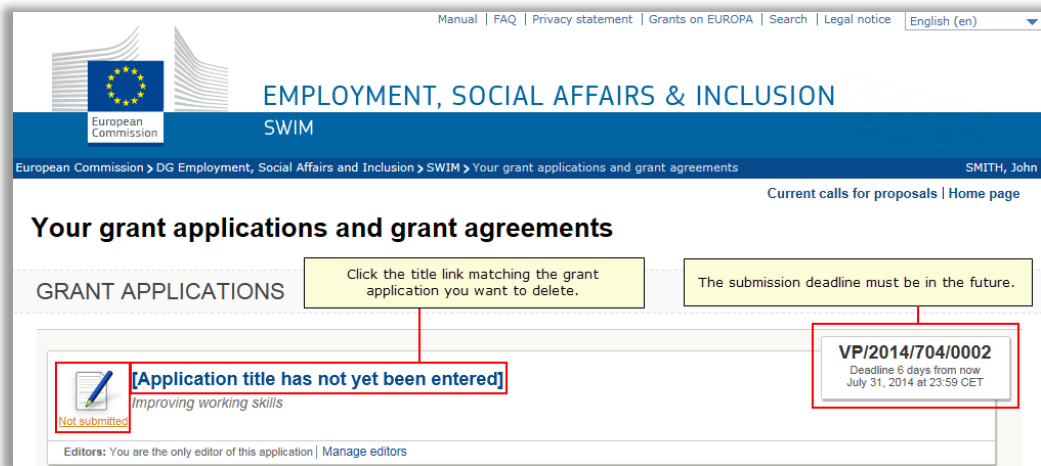 Manual | FAQ | Privacy statement | Grants on EUROPA | Search | Legal notice English (en)
European
Commission
EMPLOYMENT, SOCIAL AFFAIRS & INCLUSION
SWIM
European Commission > DG Employment, Social Affairs and Inclusion > SWIM > Your grant applications and grant agreements SMITH, John
Current calls for proposals | Home page
Your grant applications and grant agreements
GRANT APPLICATIONS
Click the title link matching the grant
application you want to delete.
The submission deadline must be in the future.
[Application title has not yet been entered]
Improving working skills
Not submitted
VP/2014/704/0002
Deadline 6 days from now
July 31, 2014 at 23:59 CET
Editors: You are the only editor of this application | Manage editors